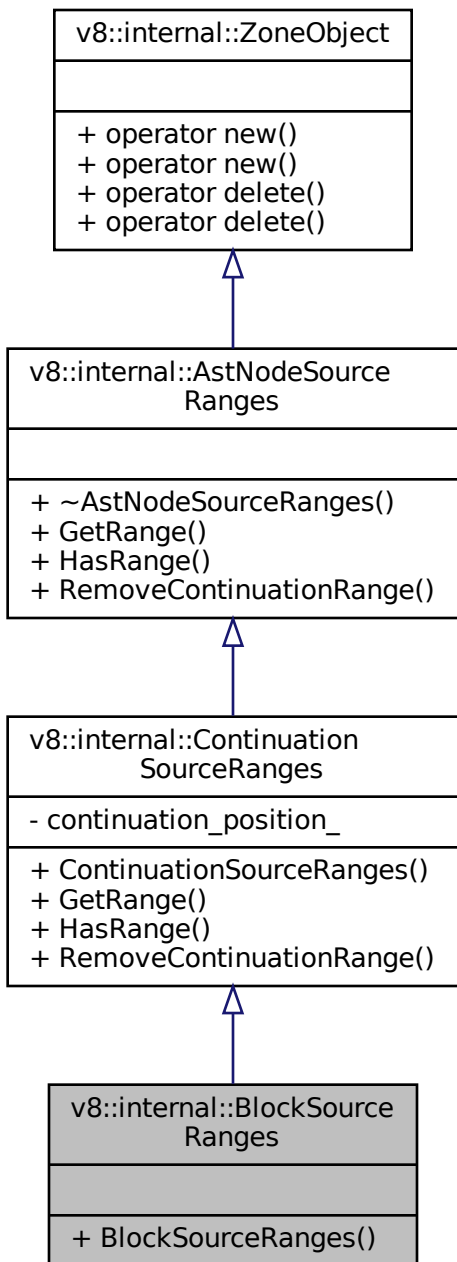 v8::internal::ZoneObject
+ operator new()
+ operator new()
+ operator delete()
+ operator delete()
v8::internal::AstNodeSource
Ranges
+ ~AstNodeSourceRanges()
+ GetRange()
+ HasRange()
+ RemoveContinuationRange()
v8::internal::Continuation
SourceRanges
- continuation_position_
+ ContinuationSourceRanges()
+ GetRange()
+ HasRange()
+ RemoveContinuationRange()
v8::internal::BlockSource
Ranges
+ BlockSourceRanges()